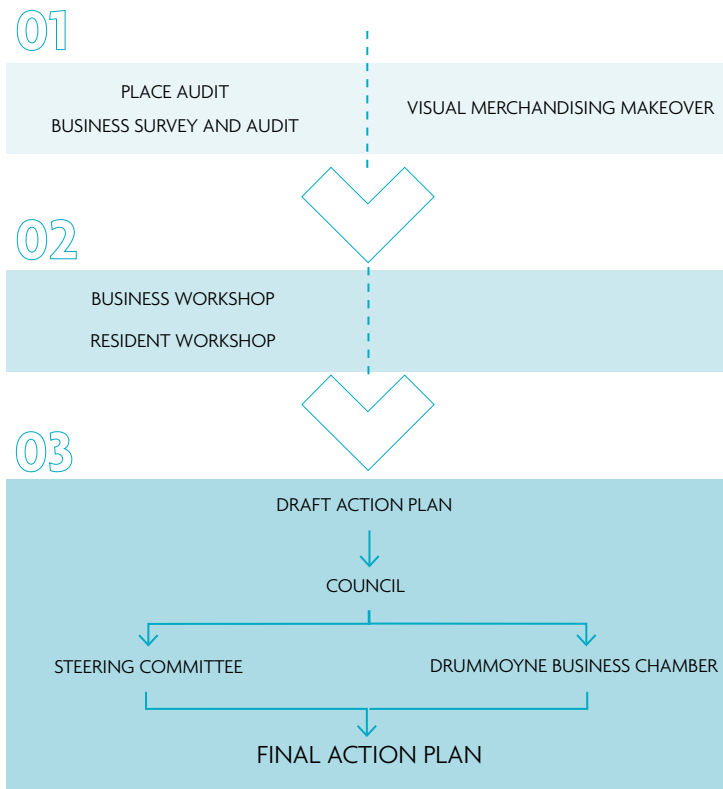 01
PLACE AUDIT
BUSINESS SURVEY AND AUDIT
VISUAL MERCHANDISING MAKEOVER
02
BUSINESS WORKSHOP
RESIDENT WORKSHOP
03
DRAFT ACTION PLAN
COUNCIL
STEERING COMMITTEE
DRUMMOYNE BUSINESS CHAMBER
FINAL ACTION PLAN